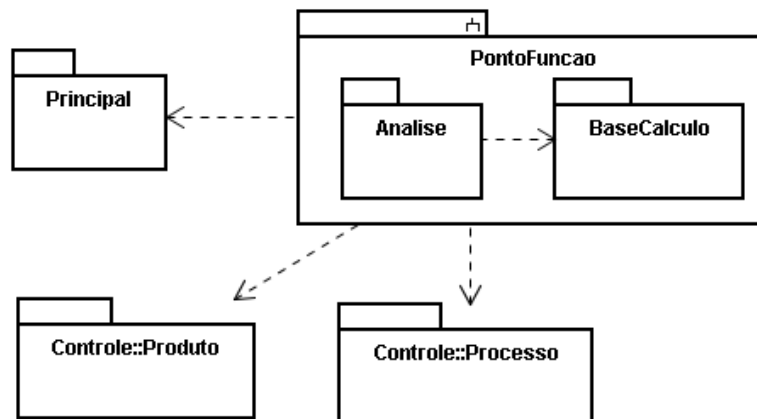 PontoFuncao
Principal
Analise
BaseCalculo
Controle::Produto
Controle::Processo